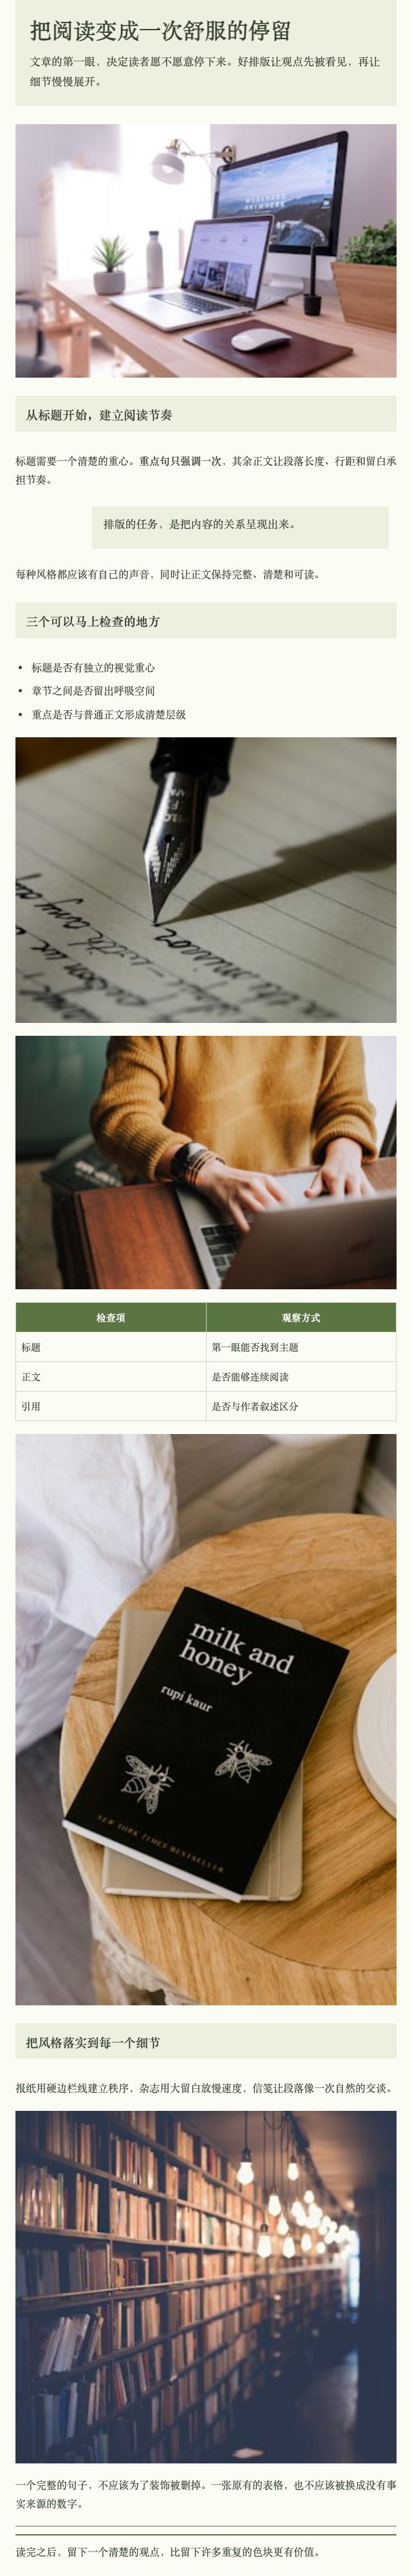 把阅读变成一次舒服的停留
文章的第一眼，决定读者愿不愿意停下来。好排版让观点先被看见，再让
细节慢慢展开。
从标题开始，建立阅读节奏
标题需要一个清楚的重心。重点句只强调一次，其余正文让段落长度、行距和留白承
担节奏。
排版的任务，是把内容的关系呈现出来。
每种风格都应该有自己的声音，同时让正文保持完整、清楚和可读。
三个可以马上检查的地方
• 标题是否有独立的视觉重心
• 章节之间是否留出呼吸空间
• 重点是否与普通正文形成清楚层级
检查项 观察方式
标题 第一眼能否找到主题
正文 是否能够连续阅读
引用 是否与作者叙述区分
milk and
honey
rupi kaur
NEW YORK TIMES BESTSELLER
把风格落实到每一个细节
报纸用硬边栏线建立秩序，杂志用大留白放慢速度，信笺让段落像一次自然的交谈。
一个完整的句子，不应该为了装饰被删掉。一张原有的表格，也不应该被换成没有事
实来源的数字。
读完之后，留下一个清楚的观点，比留下许多重复的色块更有价值。